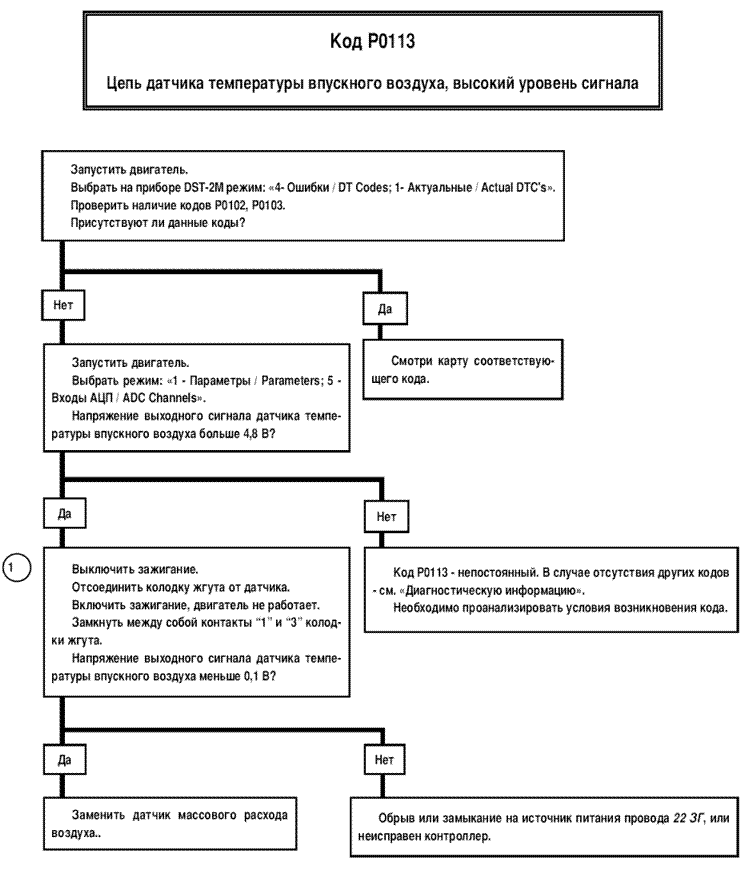 Код P0113
Цепь датчика температуры впускного воздуха, высокий уровень сигнала
Запустить двигатель.
Выбрать на приборе DST-2M режим: «4- Ошибки / DT Codes; 1- Актуальные / Actual DTC's».
Проверить наличие кодов P0102, P0103.
Присутствуют ли данные коды?
Нет
Да
Запустить двигатель.
Выбрать режим: «1 - Параметры / Parameters; 5 -
Входы АЦП / ADC Channels».
Напряжение выходного сигнала датчика темпе-
ратуры впускного воздуха больше 4,8 В?
Смотри карту соответствую-
щего кода.
Да
Нет
1
Выключить зажигание.
Отсоединить колодку жгута от датчика.
Включить зажигание, двигатель не работает.
Замкнуть между собой контакты “1” и “3” колод-
ки жгута.
Напряжение выходного сигнала датчика темпе-
ратуры впускного воздуха меньше 0,1 В?
Код P0113 - непостоянный. В случае отсутствия других кодов
- см. «Диагностическую информацию».
Необходимо проанализировать условия возникновения кода.
Да
Нет
Заменить датчик массового расхода
воздуха..
Обрыв или замыкание на источник питания провода 22 ЗГ, или
неисправен контроллер.